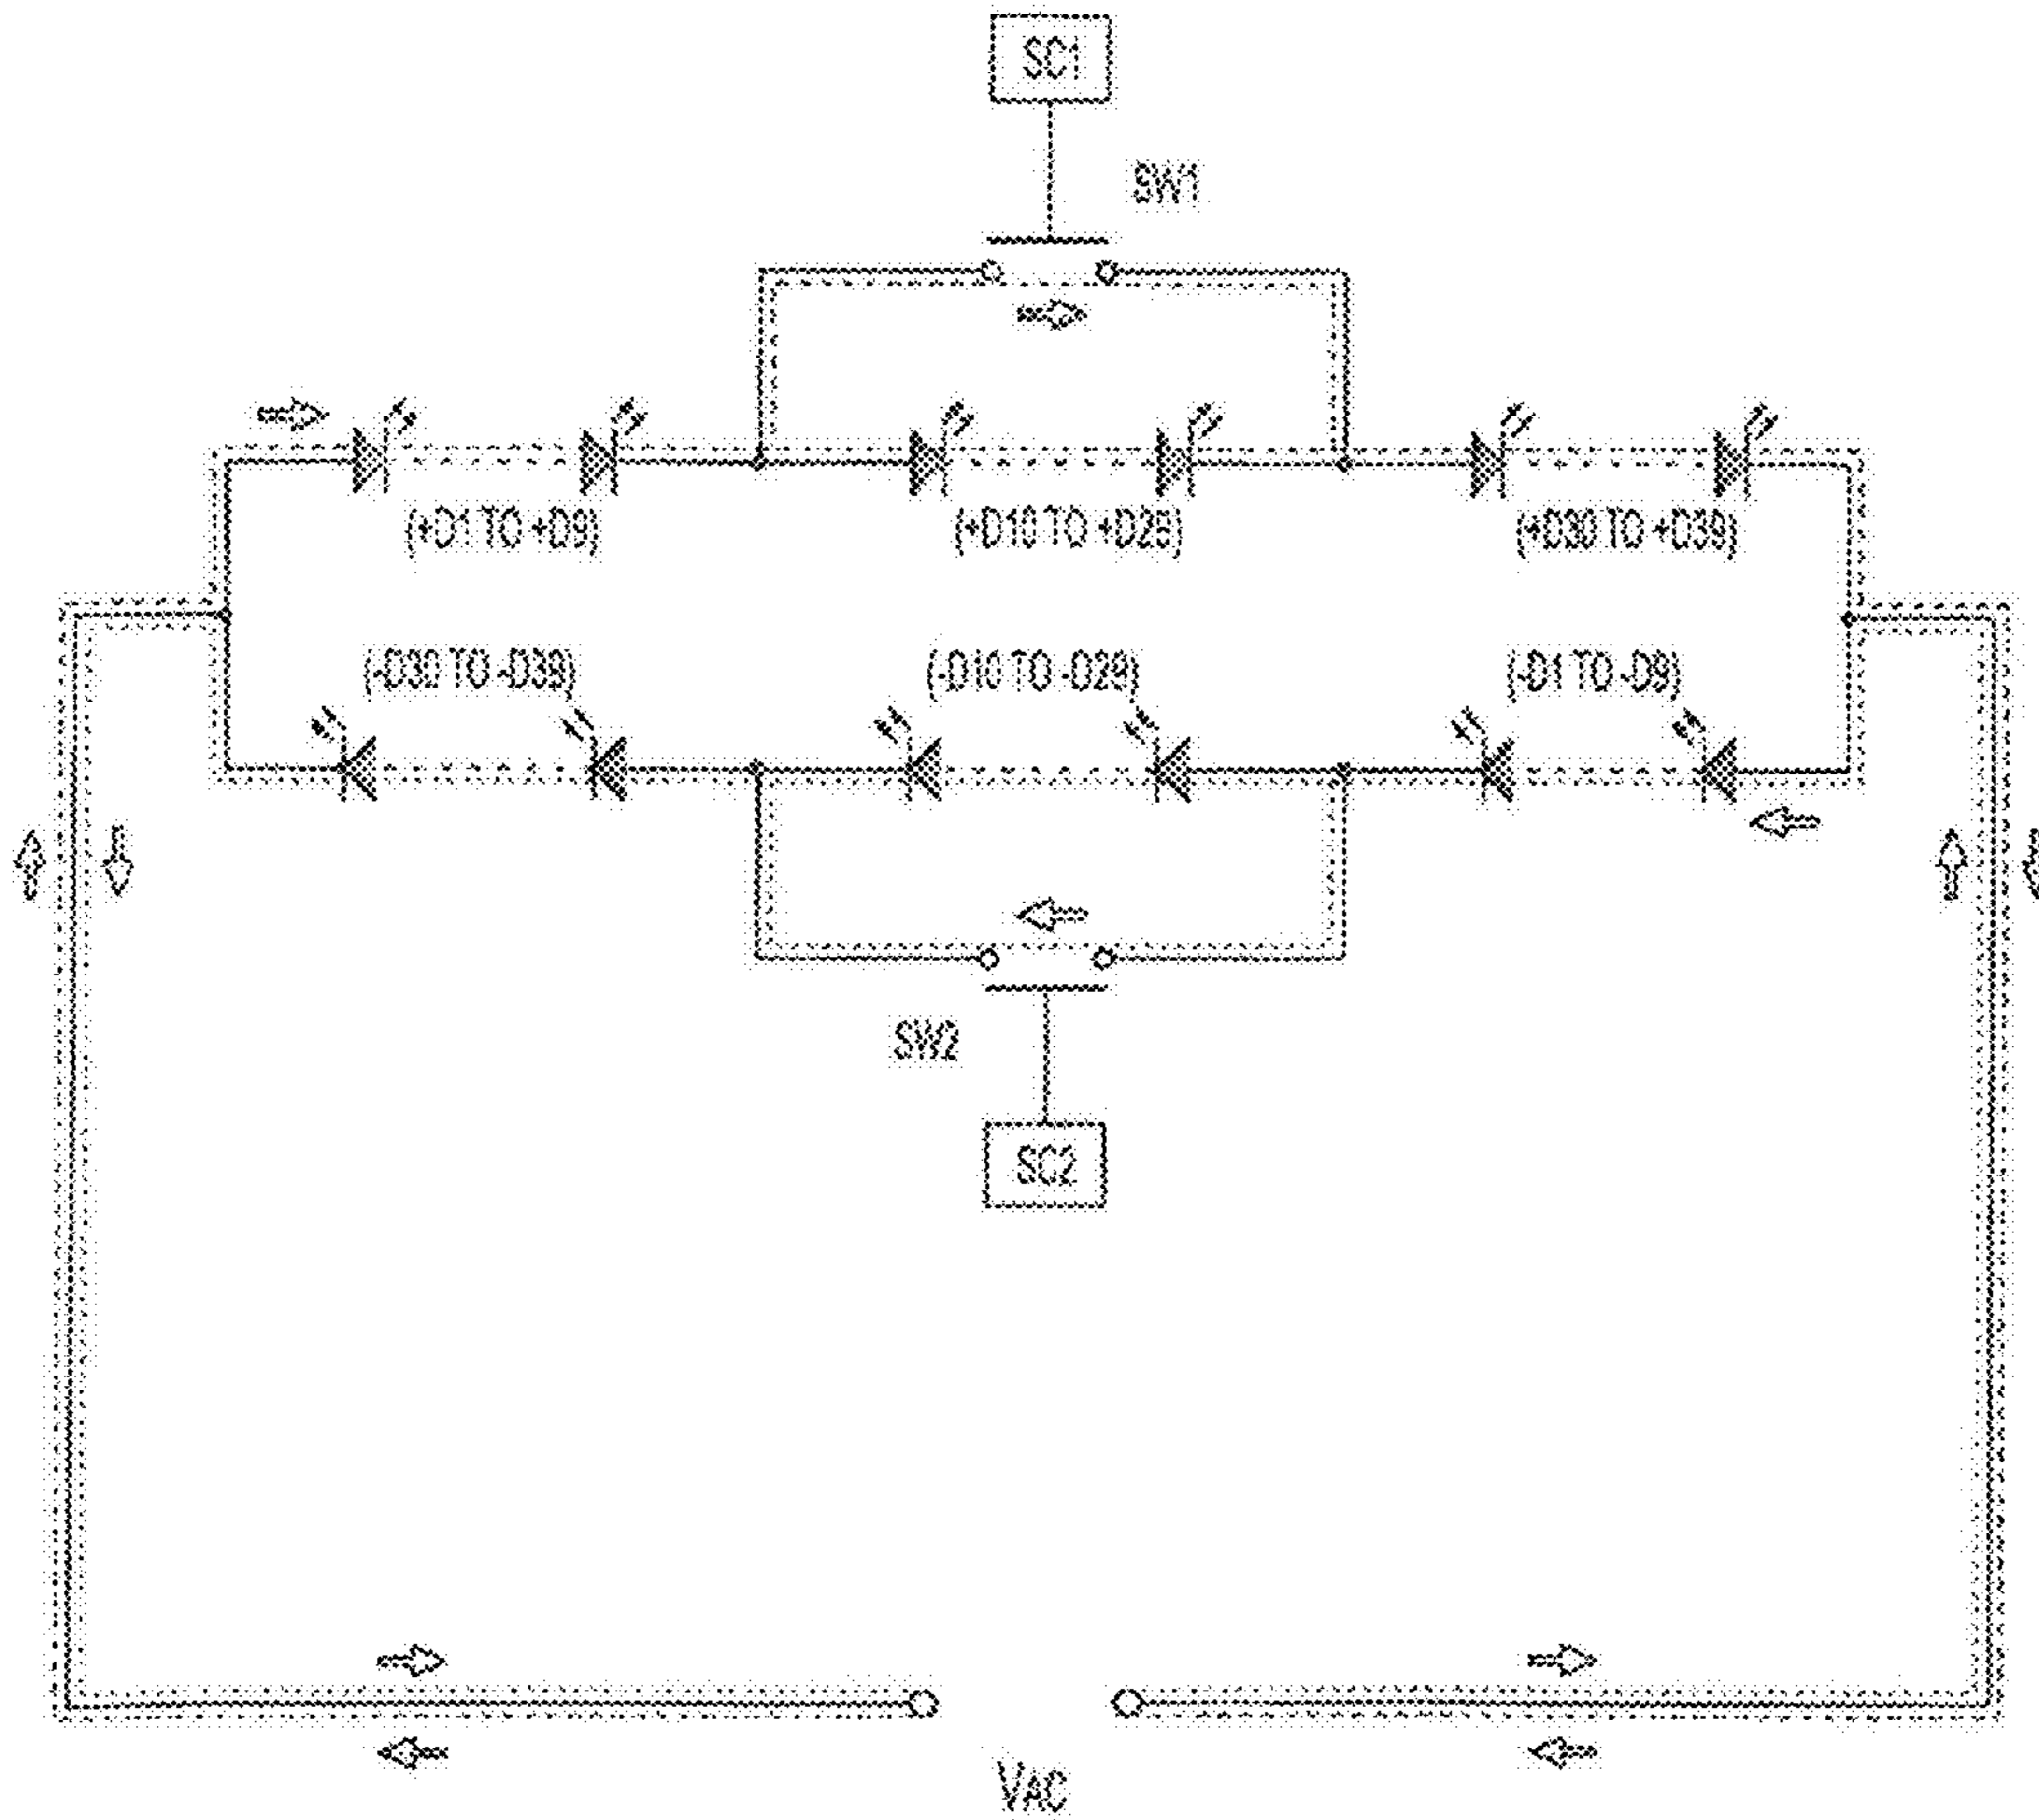 SC1
SW1
(+D1 TO +D9)
(+D10 TO +D28)
(+D30 TO +D39)
(-D30 TO -D39)
(-D10 TO -D29)
(-D1 TO -D9)
SW2
SC2
VAC